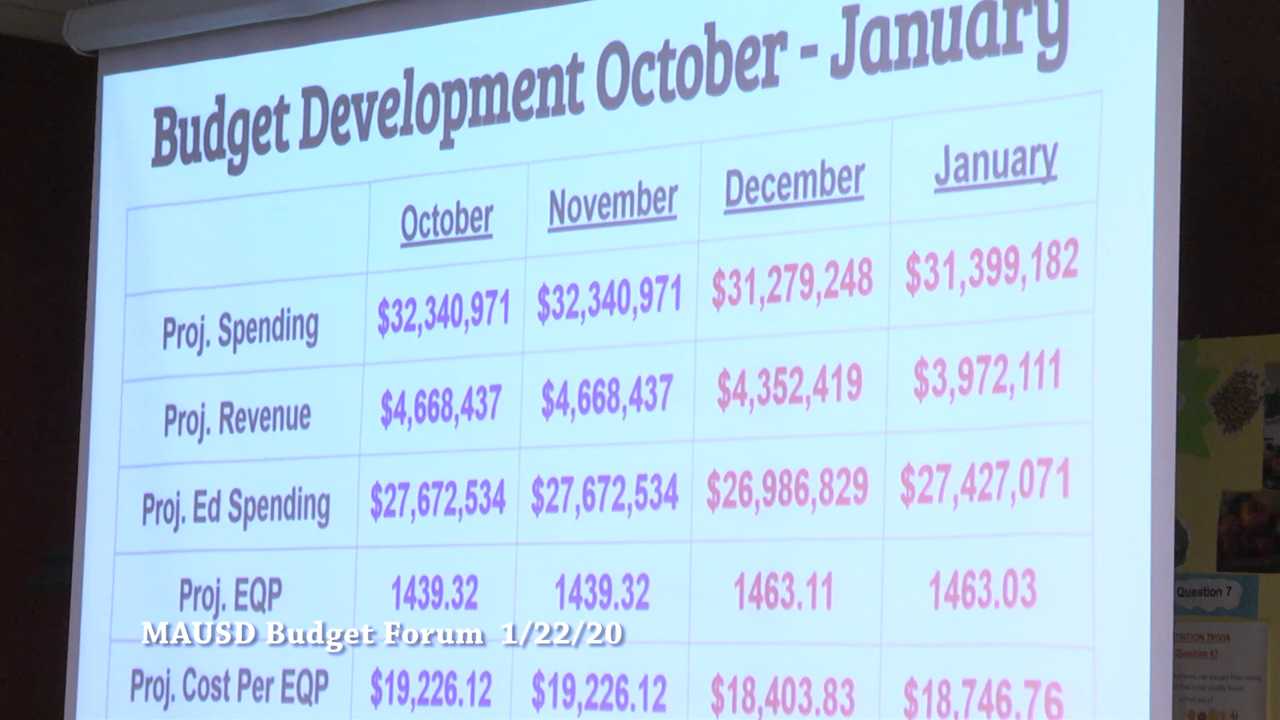 Budget Development October - January
October November December January
Proj. Spending $32,340,971 $32,340,971 $31,279,248 $31,399,182
Proj. Revenue $4,668,437 $4,668,437 $4,352,419 $3,972,111
Proj. Ed Spending $27,672,534 $27,672,534 $26,986,829 $27,427,071
Proj. EQP 1439.32 1439.32 1463.11 1463.03
MAUSD Budget Forum 1/22/20
Proj. Cost Per EQP $19,226.12 $19,226.12 $18,403.83 $18,746.76
Question 7
TRITION TRIVIA